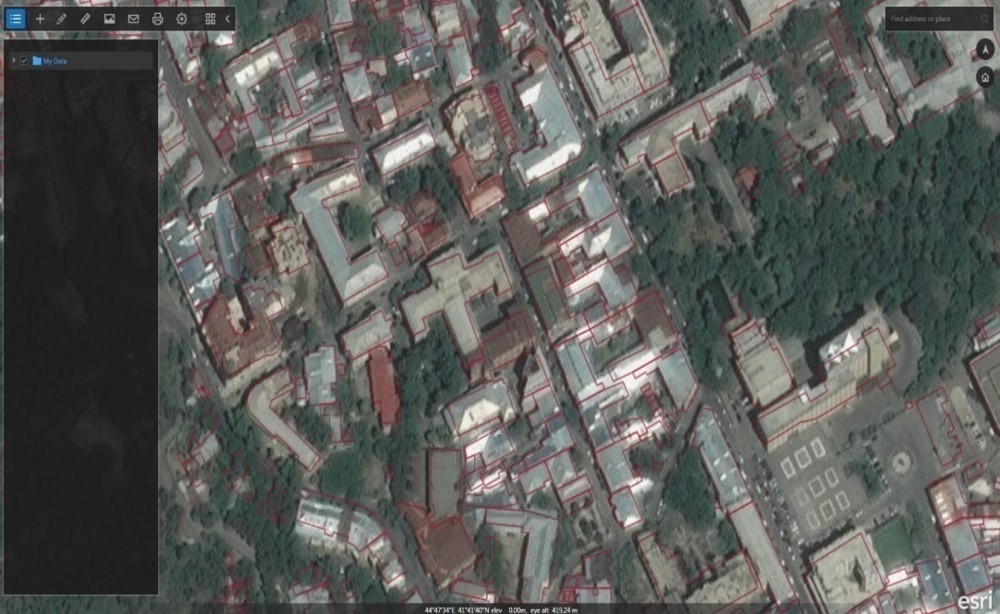 Find address or place
My Data
44°47'34"E 41°41'40"N elev 0.00m, eye alt 419.24 m
esri